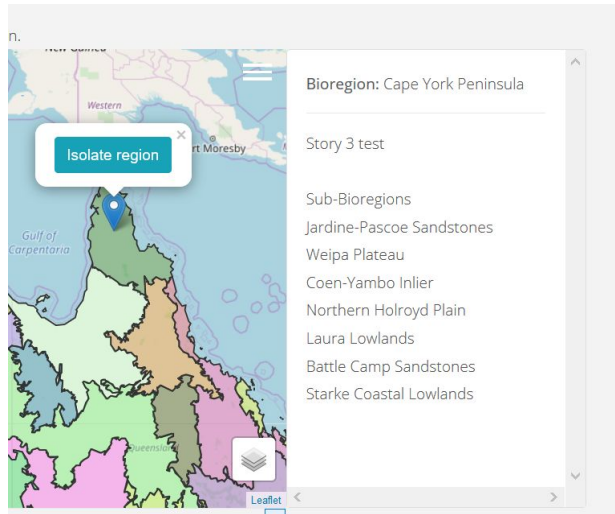 n.
New Guinea
Western
×
Isolate region
rt Moresby
Gulf of
Carpentaria
Queensland
Leaflet
Bioregion: Cape York Peninsula
Story 3 test
Sub-Bioregions
Jardine-Pascoe Sandstones
Weipa Plateau
Coen-Yambo Inlier
Northern Holroyd Plain
Laura Lowlands
Battle Camp Sandstones
Starke Coastal Lowlands